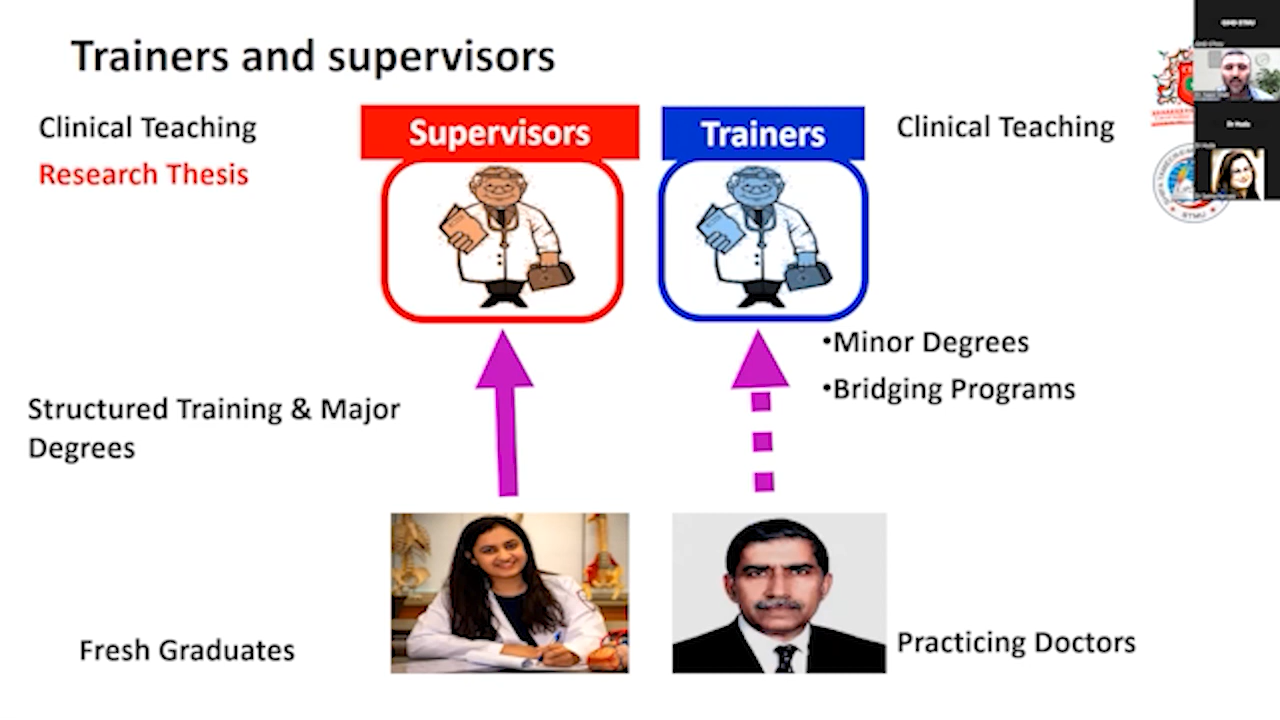 Trainers and supervisors
Clinical Teaching
Research Thesis
Supervisors
Trainers
Clinical Teaching
•Minor Degrees
•Bridging Programs
Structured Training & Major
Degrees
Fresh Graduates
Practicing Doctors
STMU